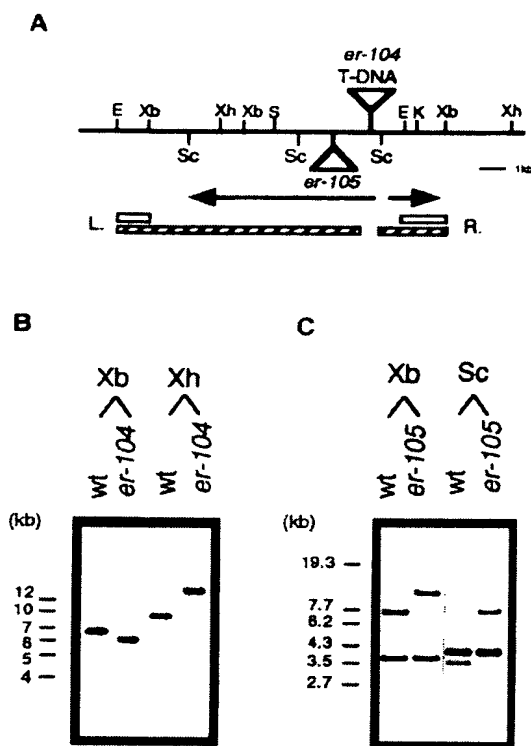 A
er-104
T-DNA
E Xb Xh Xb S E K Xb Xh
Sc Sc Sc
er-105
1kb
L. R.
B
Xb Xh
wt er-104 wt er-104
(kb)
12
10
7
6
5
4
C
Xb Sc
wt er-105 wt er-105
(kb)
19.3
7.7
6.2
4.3
3.5
2.7